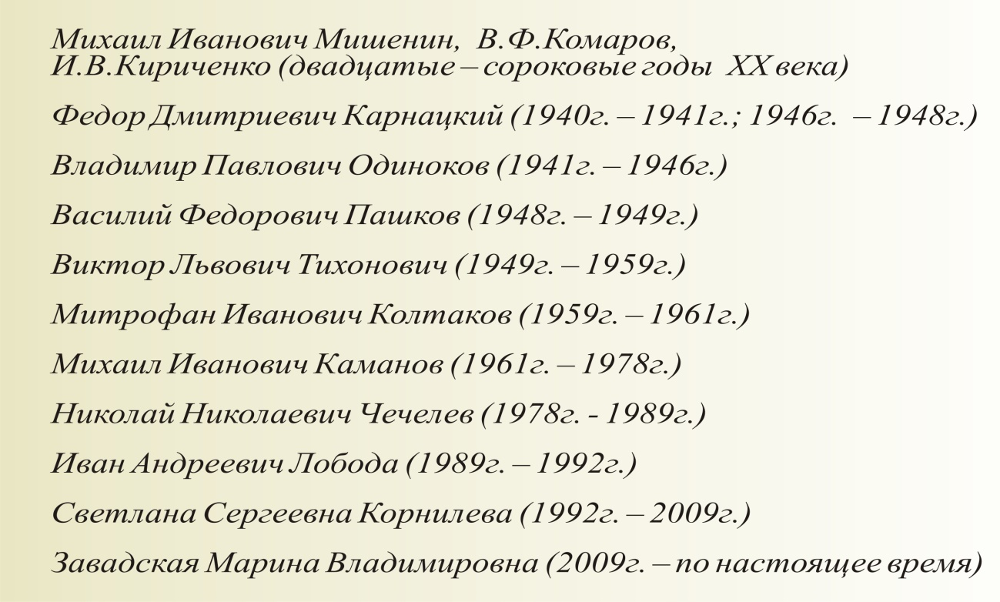 Михаил Иванович Мишенин, В.Ф.Комаров,
И.В.Кириченко (двадцатые – сороковые годы XX века)
Федор Дмитриевич Карнацкий (1940г. – 1941г.; 1946г. – 1948г.)
Владимир Павлович Одиноков (1941г. – 1946г.)
Василий Федорович Пашков (1948г. – 1949г.)
Виктор Львович Тихонович (1949г. – 1959г.)
Митрофан Иванович Колтаков (1959г. – 1961г.)
Михаил Иванович Каманов (1961г. – 1978г.)
Николай Николаевич Чечелев (1978г. - 1989г.)
Иван Андреевич Лобода (1989г. – 1992г.)
Светлана Сергеевна Корнилева (1992г. – 2009г.)
Завадская Марина Владимировна (2009г. – по настоящее время)